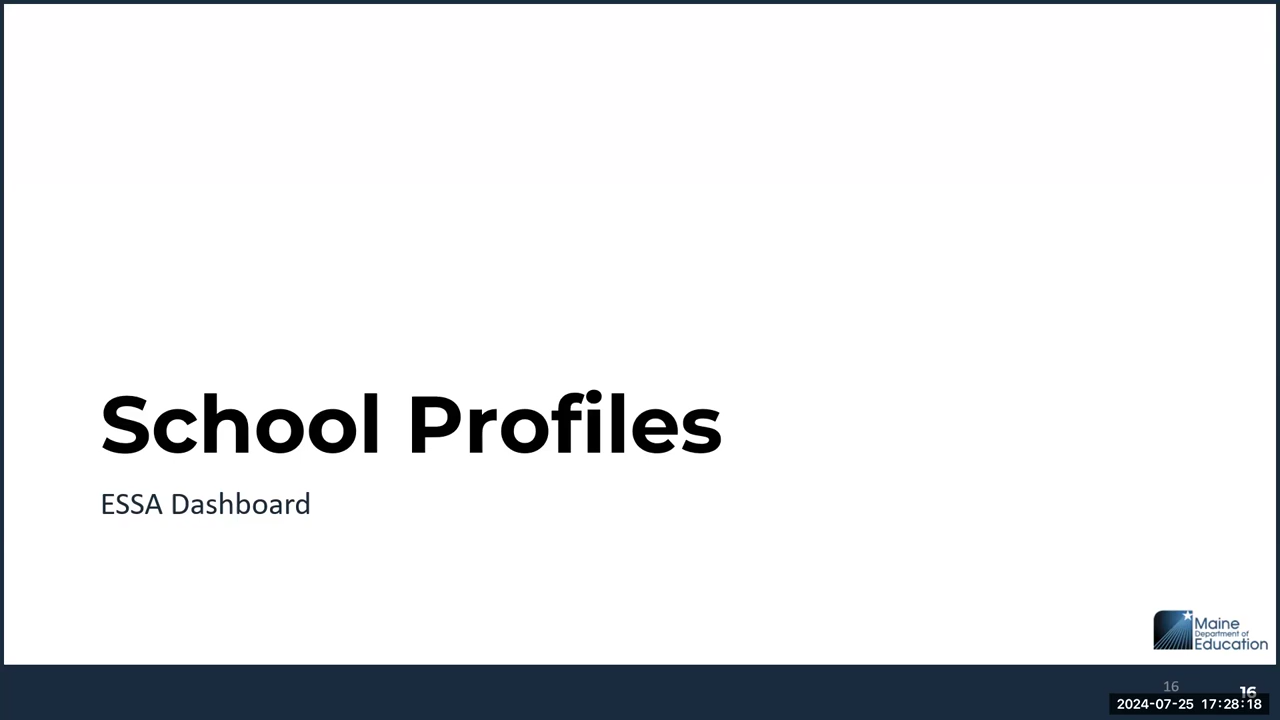 School Profiles
ESSA Dashboard
Maine
Department of
Education
16
16
2024-07-25 17:28:18